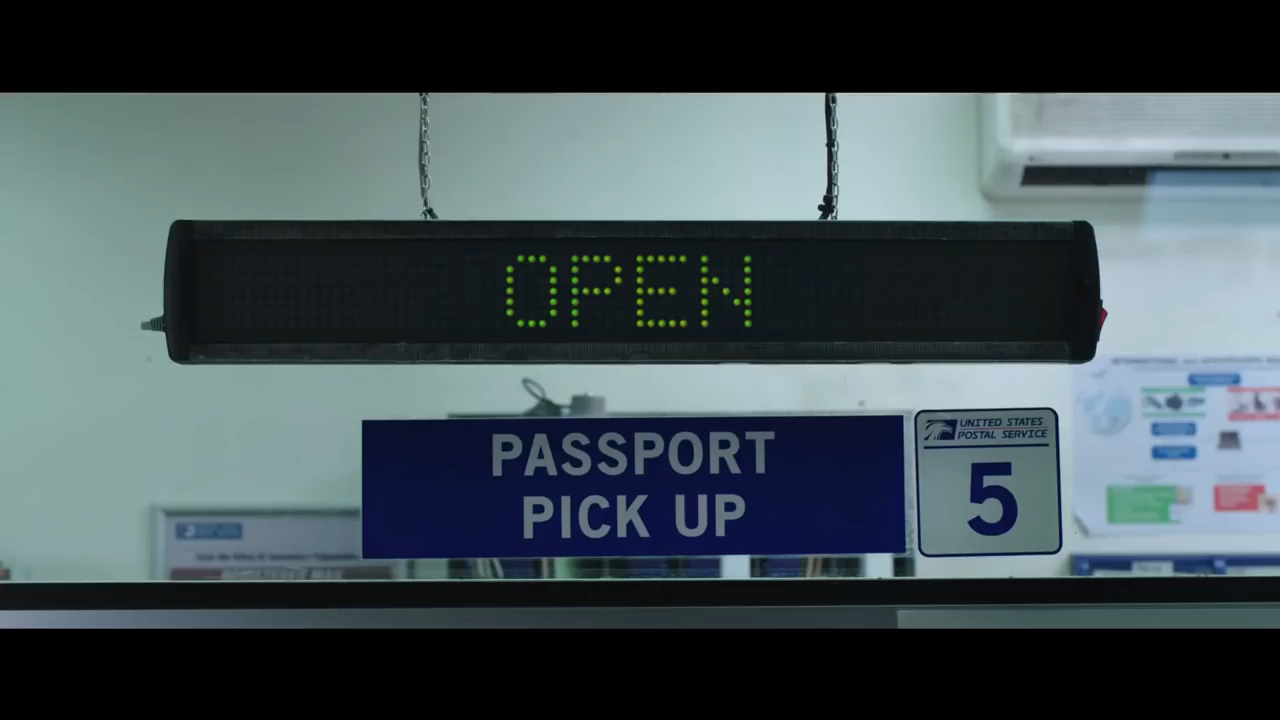 OPEN
PASSPORT
PICK UP
UNITED STATES
POSTAL SERVICE
5